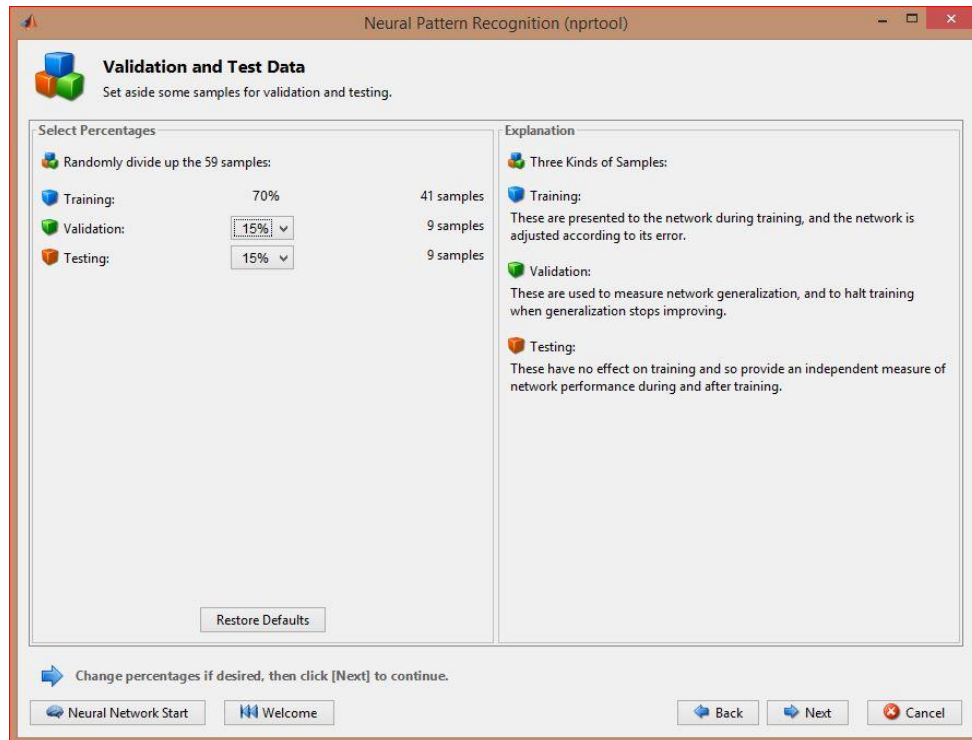 Neural Pattern Recognition (nprtool)
Validation and Test Data
Set aside some samples for validation and testing.
Select Percentages
Randomly divide up the 59 samples:
Training: 70% 41 samples
Validation: 15% 9 samples
Testing: 15% 9 samples
Restore Defaults
Explanation
Three Kinds of Samples:
Training:
These are presented to the network during training, and the network is
adjusted according to its error.
Validation:
These are used to measure network generalization, and to halt training
when generalization stops improving.
Testing:
These have no effect on training and so provide an independent measure of
network performance during and after training.
Change percentages if desired, then click [Next] to continue.
Neural Network Start Welcome Back Next Cancel